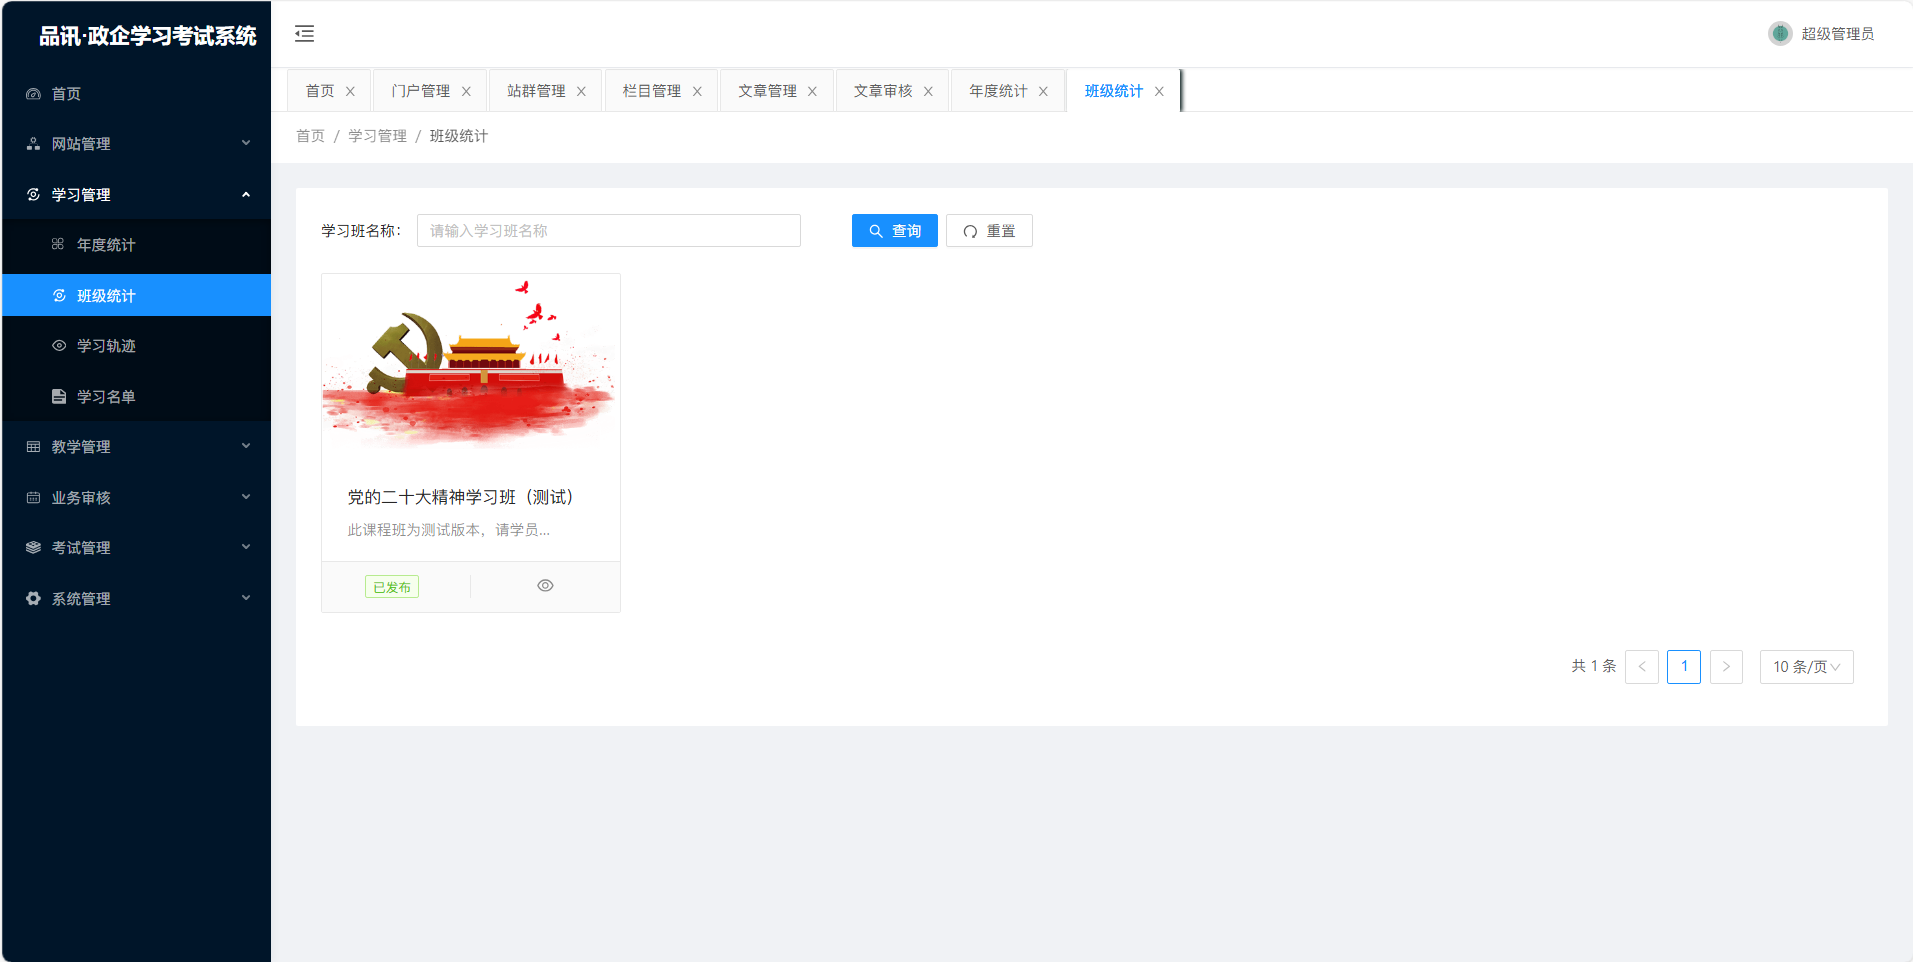 品讯·政企学习考试系统
超级管理员
首页
网站管理
学习管理
年度统计
班级统计
学习轨迹
学习名单
教学管理
业务审核
考试管理
系统管理
首页 门户管理 站群管理 栏目管理 文章管理 文章审核 年度统计 班级统计
首页 / 学习管理 / 班级统计
学习班名称： 请输入学习班名称 查询 重置
党的二十大精神学习班（测试）
此课程班为测试版本，请学员...
已发布
共 1 条 < 1 > 10 条/页